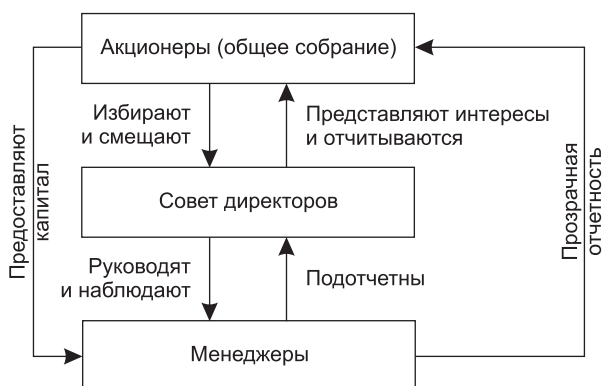 Акционеры (общее собрание)
Избирают
и смещают
Представляют интересы
и отчитываются
Предоставляют
капитал
Прозрачная
отчетность
Совет директоров
Руководят
и наблюдают
Подотчетны
Менеджеры